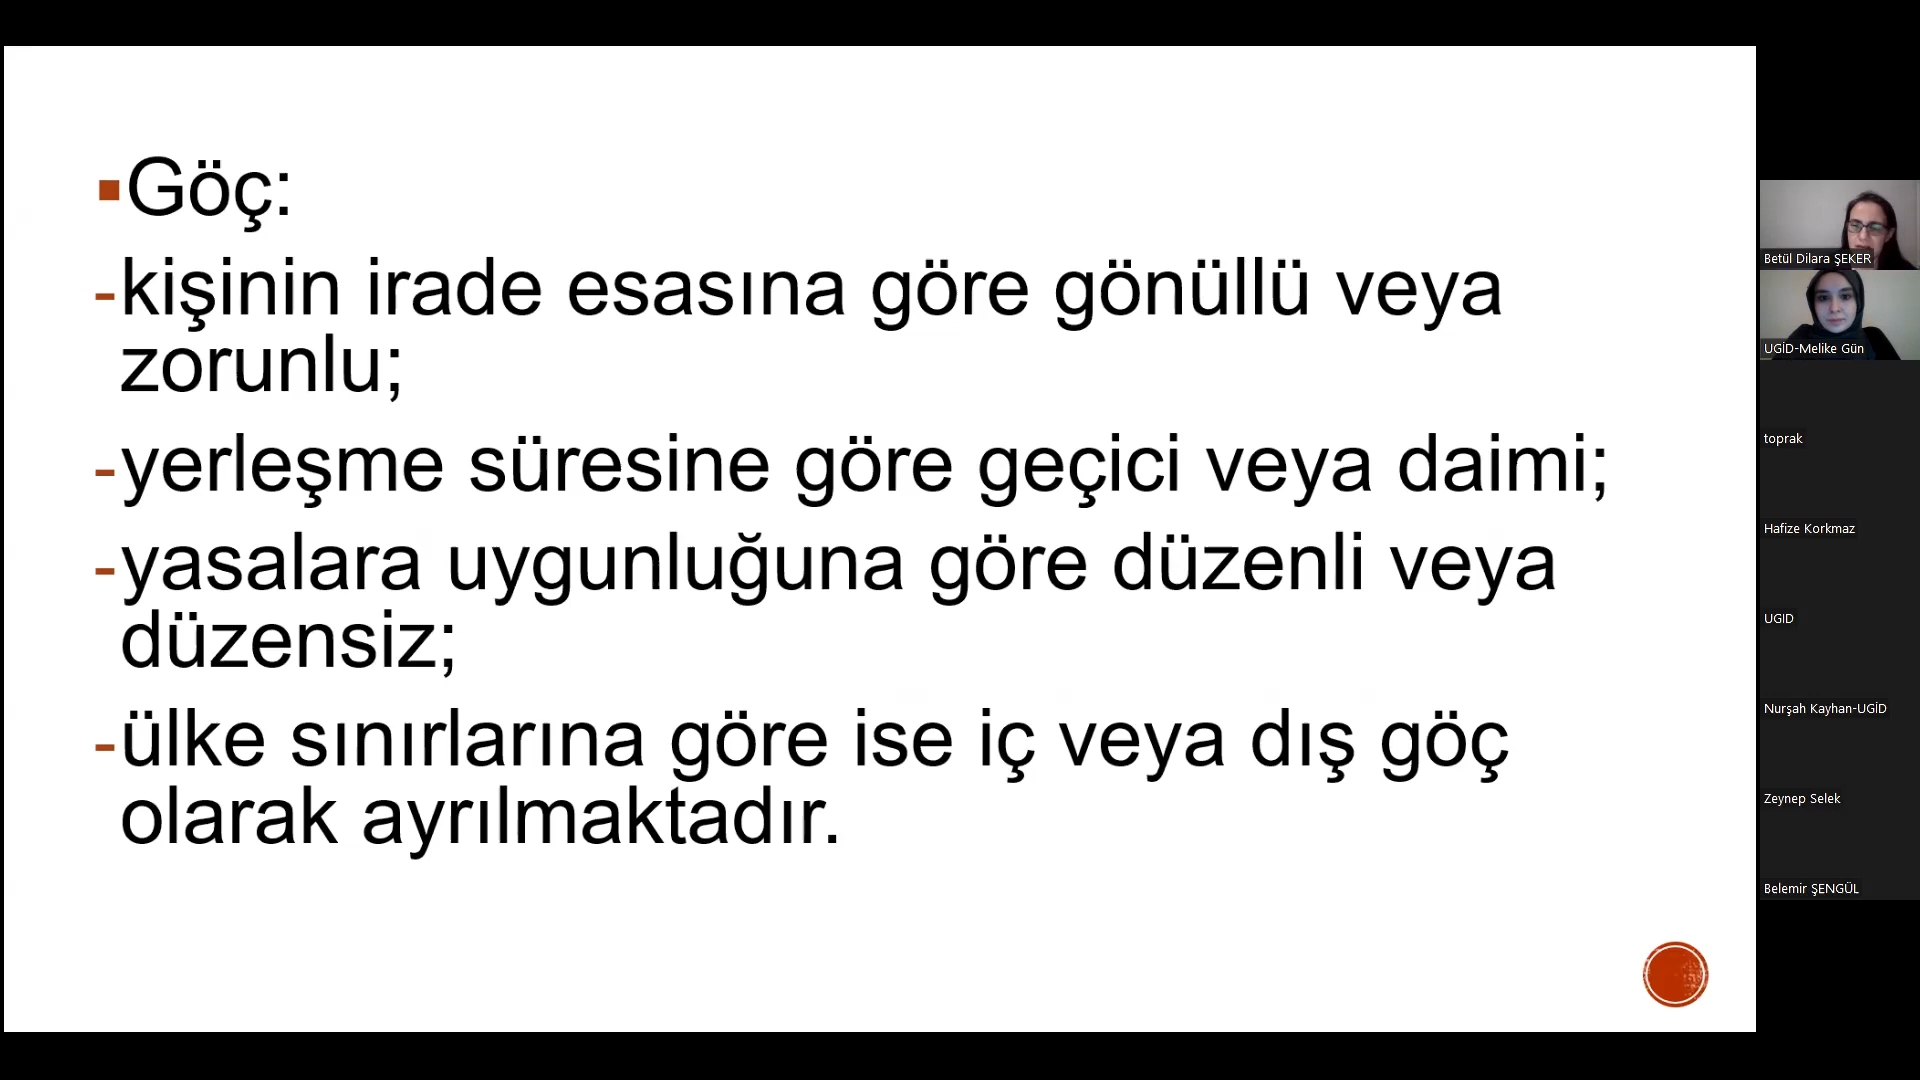 ▪Göç:
-kişinin irade esasına göre gönüllü veya
zorunlu;
-yerleşme süresine göre geçici veya daimi;
-yasalara uygunluğuna göre düzenli veya
düzensiz;
-ülke sınırlarına göre ise iç veya dış göç
olarak ayrılmaktadır.
Betül Dilara ŞEKER
UGİD-Melike Gün
toprak
Hafize Korkmaz
UGID
Nurşah Kayhan-UGİD
Zeynep Selek
Belemir ŞENGÜL